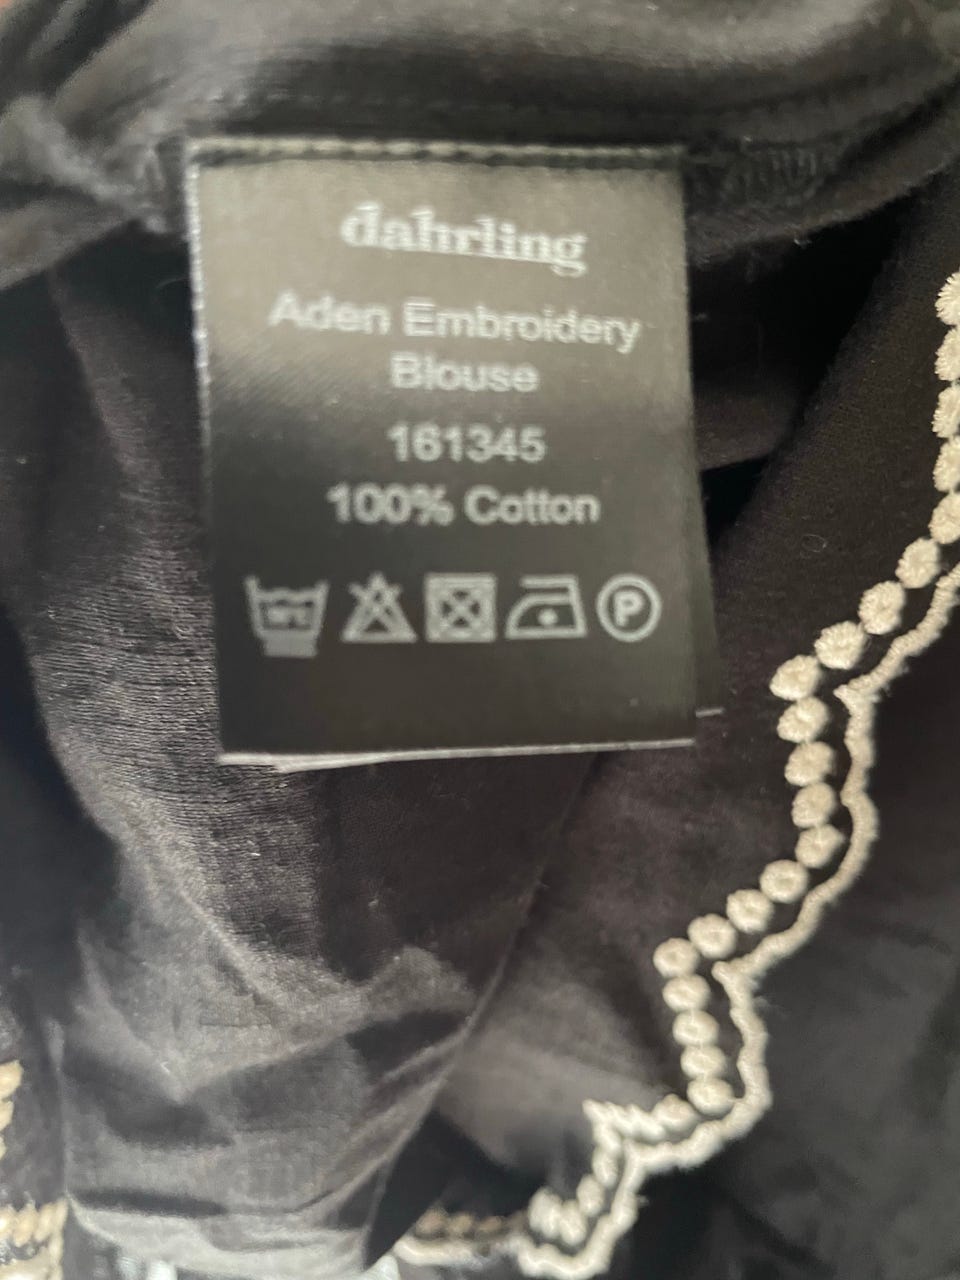 dahrling
Aden Embroidery
Blouse
161345
100% Cotton
P